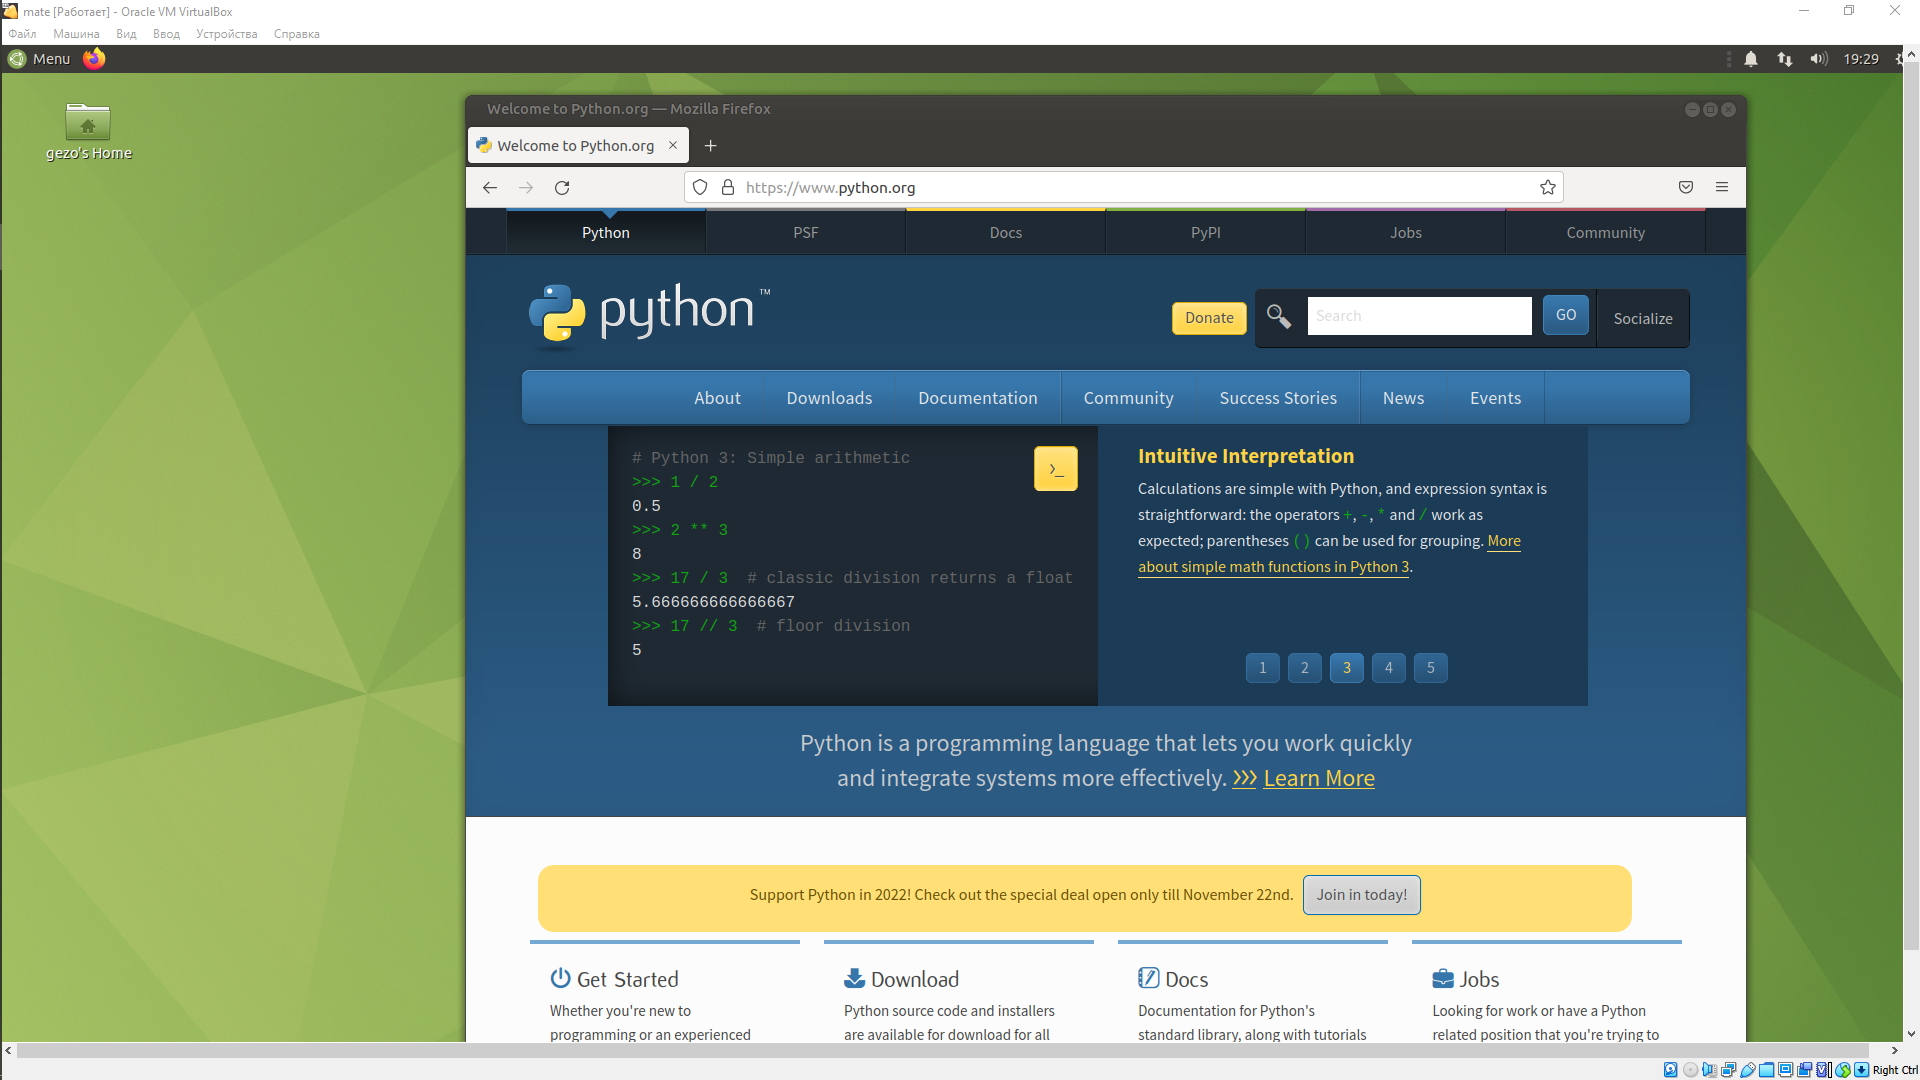 mate [Работает] - Oracle VM VirtualBox
Файл Машина Вид Ввод Устройства Справка
Menu 19:29
gezo's Home
Welcome to Python.org — Mozilla Firefox
Welcome to Python.org
https://www.python.org
Python PSF Docs PyPI Jobs Community
python™
Donate Search GO Socialize
About Downloads Documentation Community Success Stories News Events
# Python 3: Simple arithmetic
>>> 1 / 2
0.5
>>> 2 ** 3
8
>>> 17 / 3  # classic division returns a float
5.666666666666667
>>> 17 // 3  # floor division
5
>_
Intuitive Interpretation
Calculations are simple with Python, and expression syntax is
straightforward: the operators +, -, * and / work as
expected; parentheses () can be used for grouping. More
about simple math functions in Python 3.
1 2 3 4 5
Python is a programming language that lets you work quickly
and integrate systems more effectively. >>> Learn More
Support Python in 2022! Check out the special deal open only till November 22nd. Join in today!
Get Started
Whether you're new to
programming or an experienced
Download
Python source code and installers
are available for download for all
Docs
Documentation for Python's
standard library, along with tutorials
Jobs
Looking for work or have a Python
related position that you're trying to
Right Ctrl